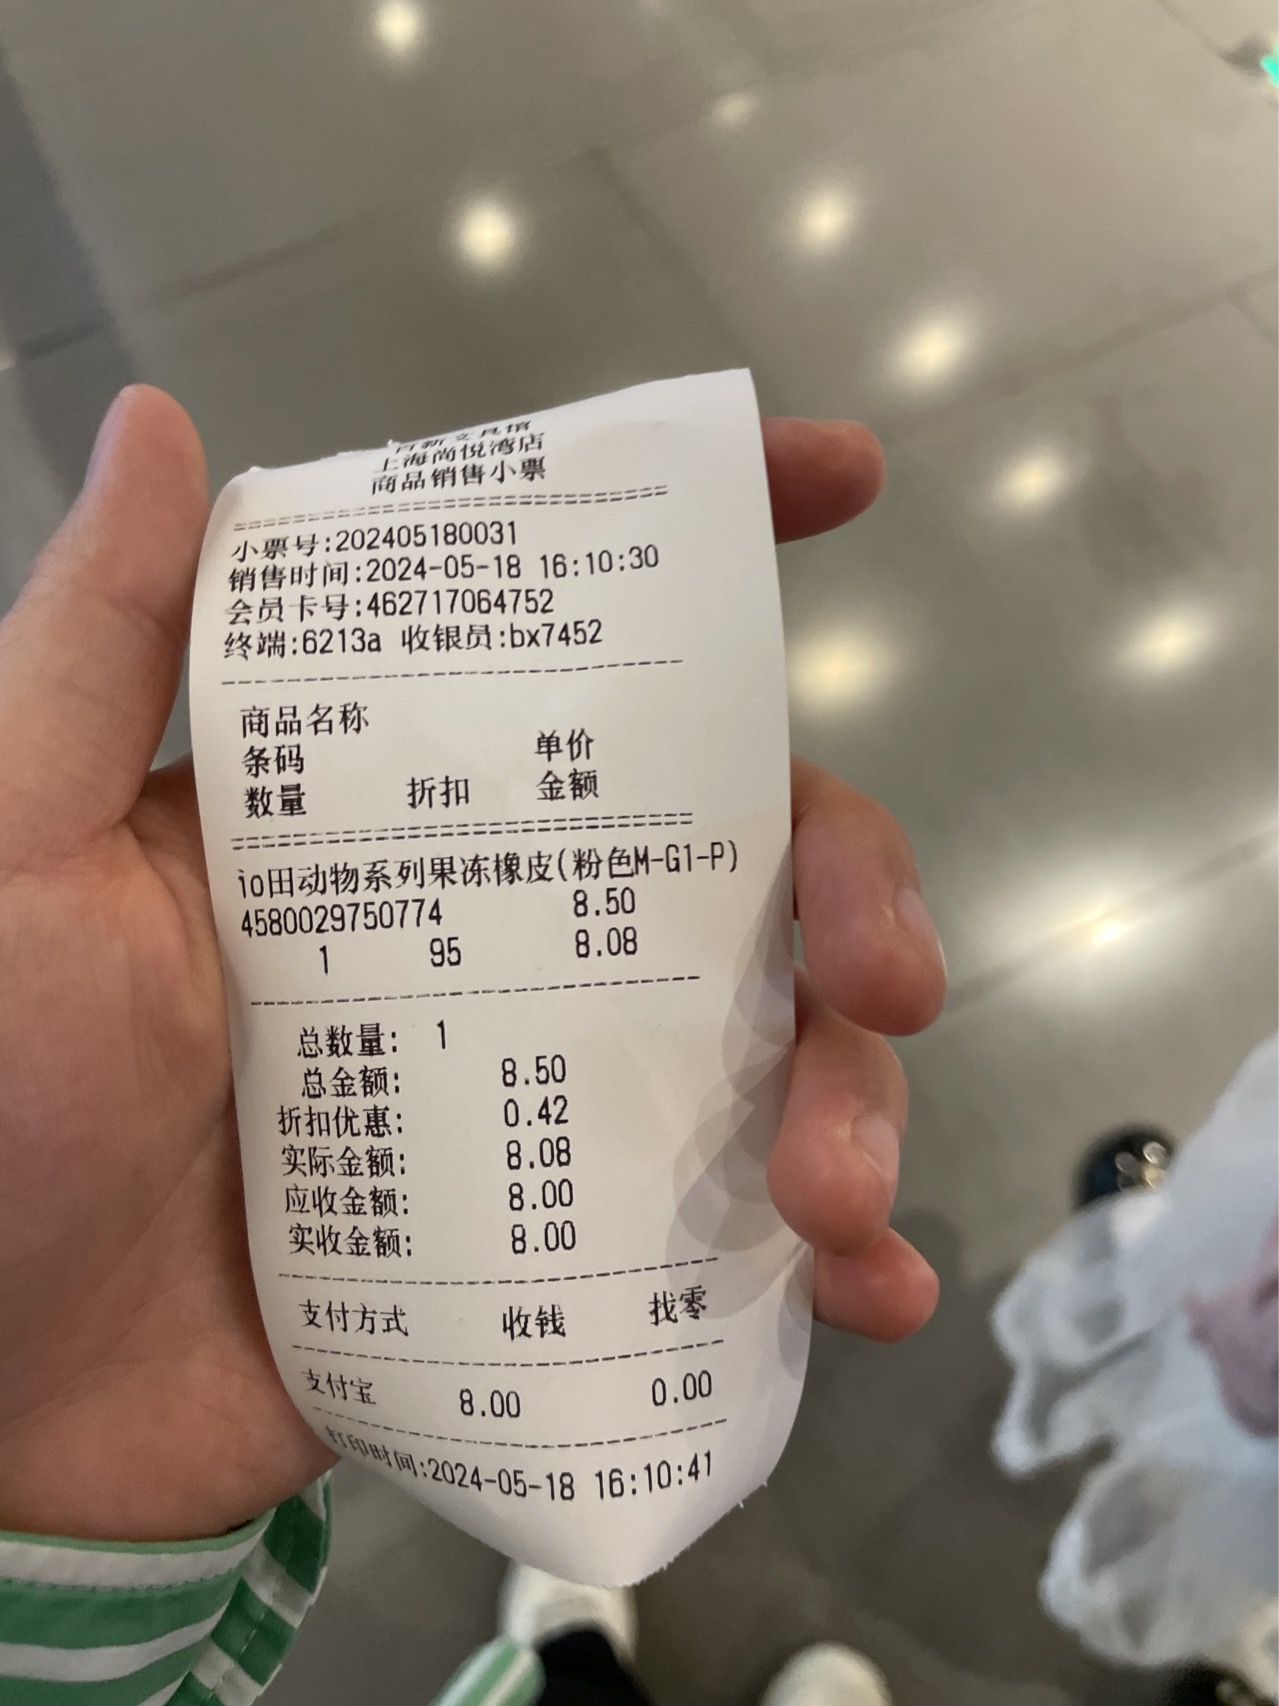 百新文具馆
上海尚悦湾店
商品销售小票
小票号:202405180031
销售时间:2024-05-18 16:10:30
会员卡号:462717064752
终端:6213a 收银员:bx7452
商品名称
条码 单价
数量 折扣 金额
io田动物系列果冻橡皮(粉色M-G1-P)
4580029750774 8.50
1 95 8.08
总数量: 1
总金额: 8.50
折扣优惠: 0.42
实际金额: 8.08
应收金额: 8.00
实收金额: 8.00
支付方式 收钱 找零
支付宝 8.00 0.00
打印时间:2024-05-18 16:10:41